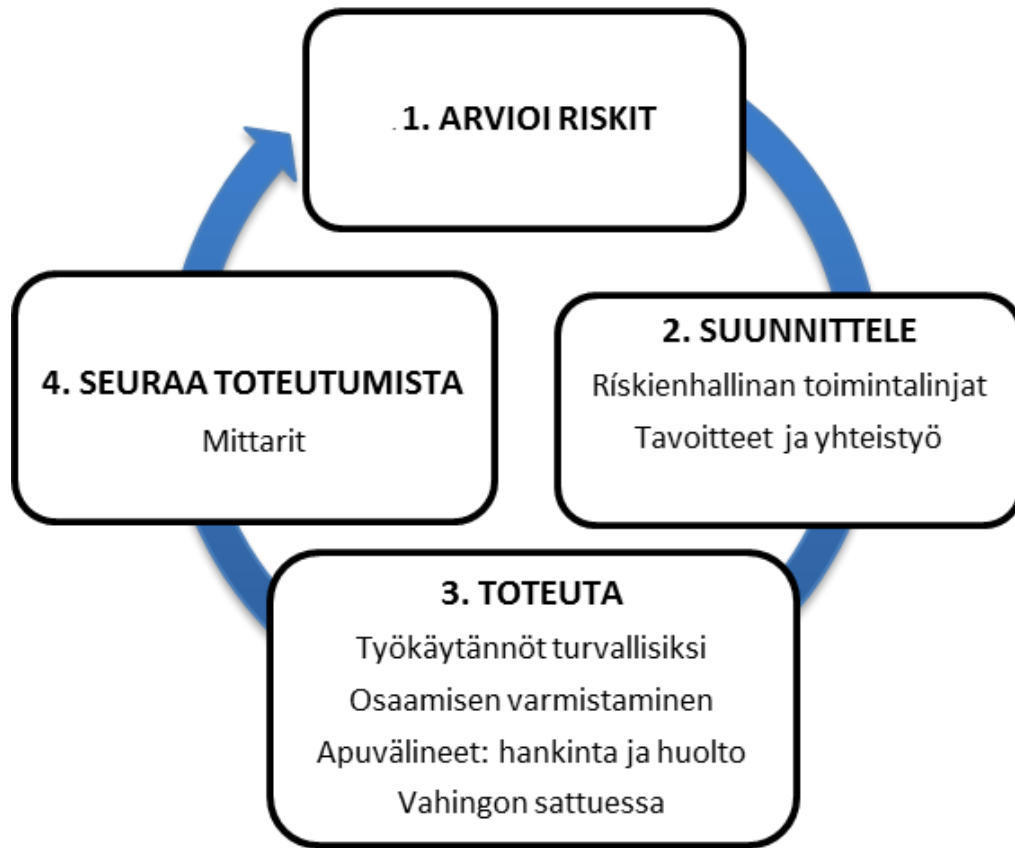 . 1. ARVIOI RISKIT
2. SUUNNITTELE
Rískienhallinan toimintalinjat
Tavoitteet ja yhteistyö
3. TOTEUTA
Työkäytännöt turvallisiksi
Osaamisen varmistaminen
Apuvälineet: hankinta ja huolto
Vahingon sattuessa
4. SEURAA TOTEUTUMISTA
Mittarit